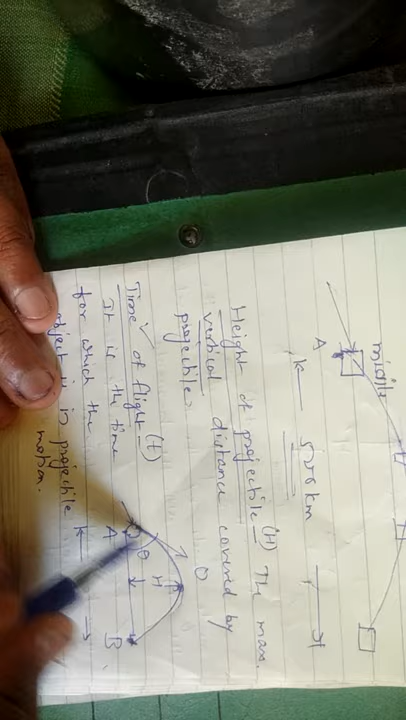 missile
A
500 km
Height of projectile (H) The max.
vertical distance covered by
projectile.
Time of flight (t)
It is the time
for which the
object is in projectile
motion.
θ
H
A
B